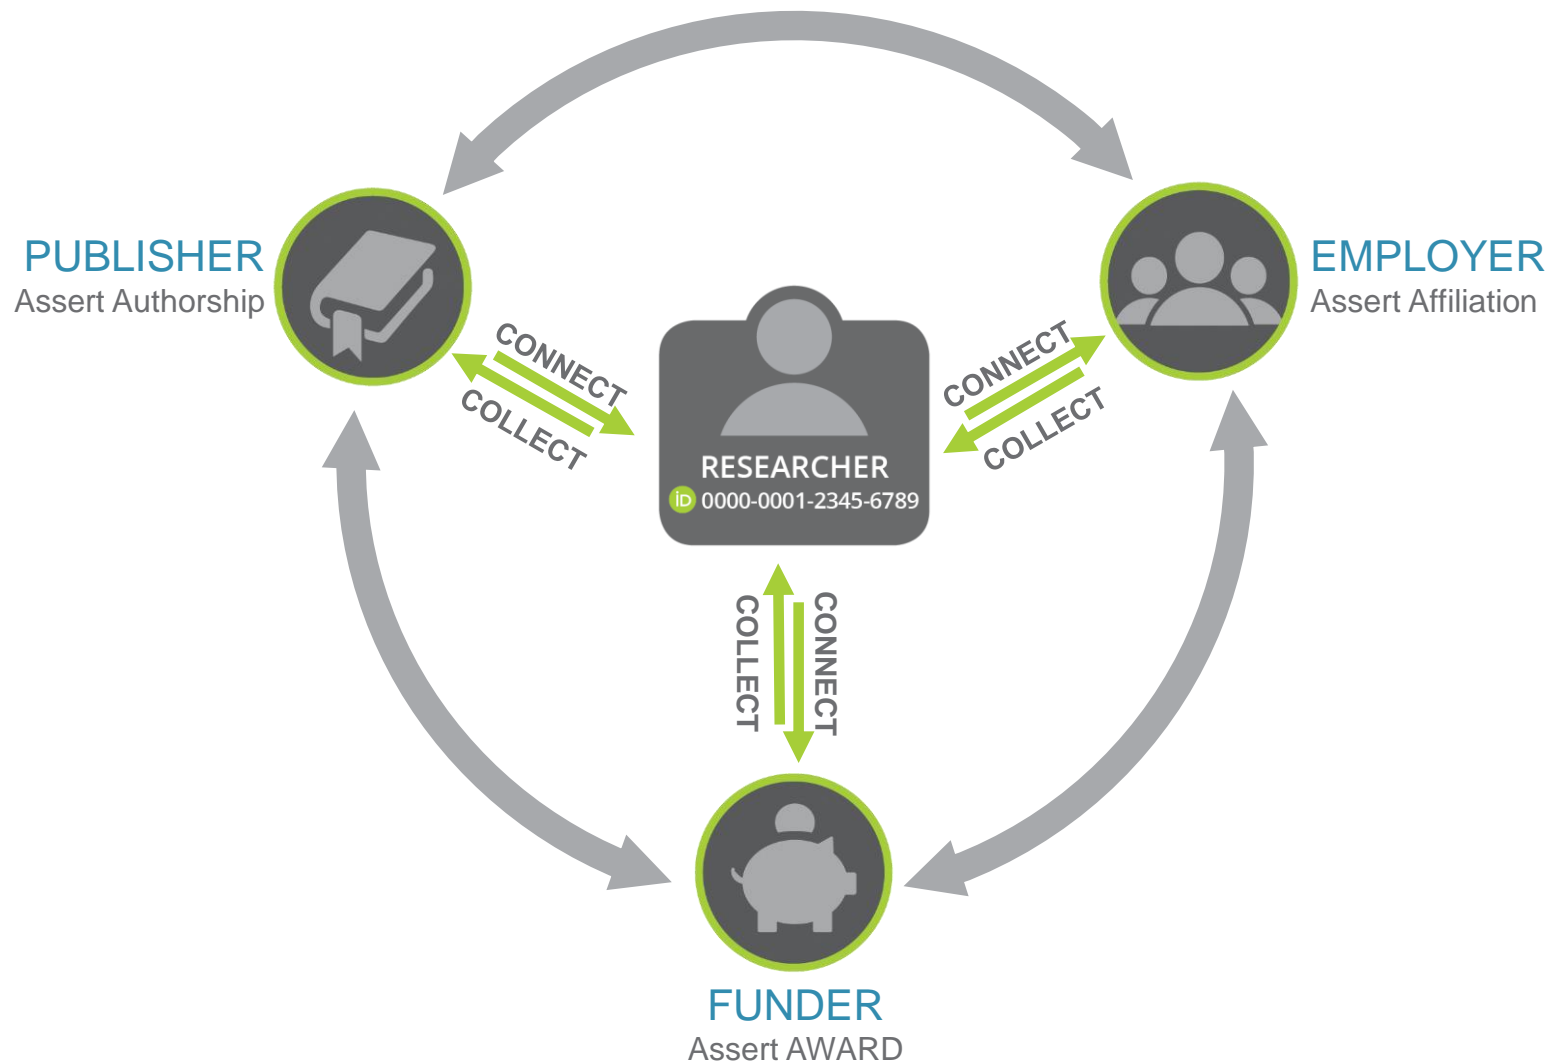 PUBLISHER
Assert Authorship
EMPLOYER
Assert Affiliation
CONNECT
COLLECT
CONNECT
COLLECT
RESEARCHER
iD 0000-0001-2345-6789
COLLECT
CONNECT
FUNDER
Assert AWARD